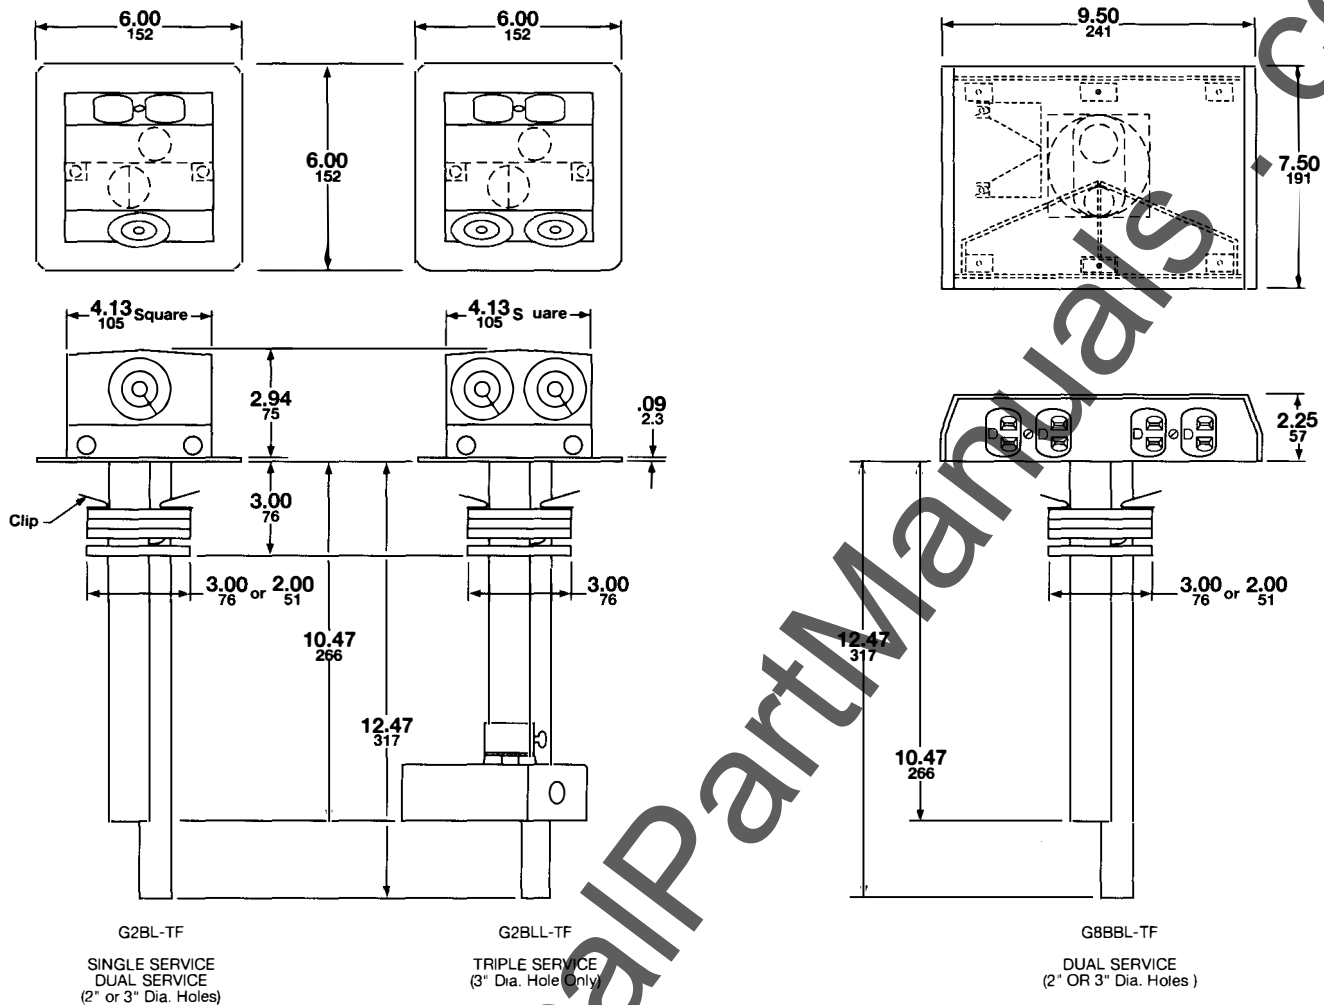 6.00
152
6.00
152
9.50
241
6.00
152
7.50
191
4.13 Square
105
4.13 S uare
105
2.94
75
.09
2.3
2.25
57
Clip
3.00
76
3.00 or 2.00
76 51
3.00
76
3.00 or 2.00
76 51
10.47
266
12.47
317
12.47
317
10.47
266
G2BL-TF
SINGLE SERVICE
DUAL SERVICE
(2" or 3" Dia. Holes)
G2BLL-TF
TRIPLE SERVICE
(3" Dia. Hole Only)
G8BBL-TF
DUAL SERVICE
(2" OR 3" Dia. Holes )
alPartManuals.co